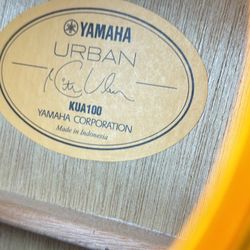 YAMAHA
URBAN
KUA100
YAMAHA CORPORATION
Made in Indonesia